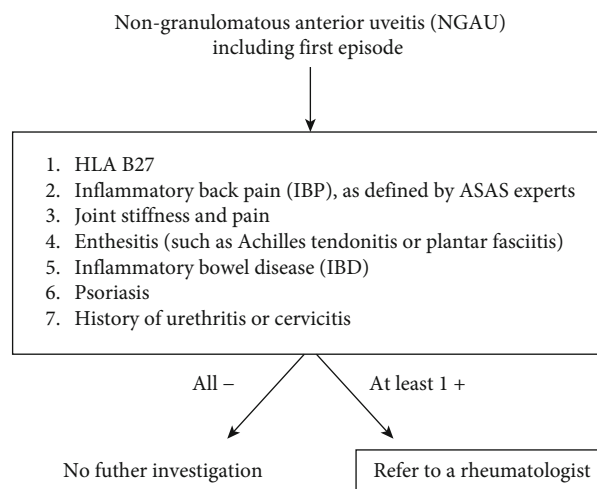 Non-granulomatous anterior uveitis (NGAU)
including first episode
1. HLA B27
2. Inflammatory back pain (IBP), as defined by ASAS experts
3. Joint stiffness and pain
4. Enthesitis (such as Achilles tendonitis or plantar fasciitis)
5. Inflammatory bowel disease (IBD)
6. Psoriasis
7. History of urethritis or cervicitis
All −
At least 1 +
No futher investigation
Refer to a rheumatologist